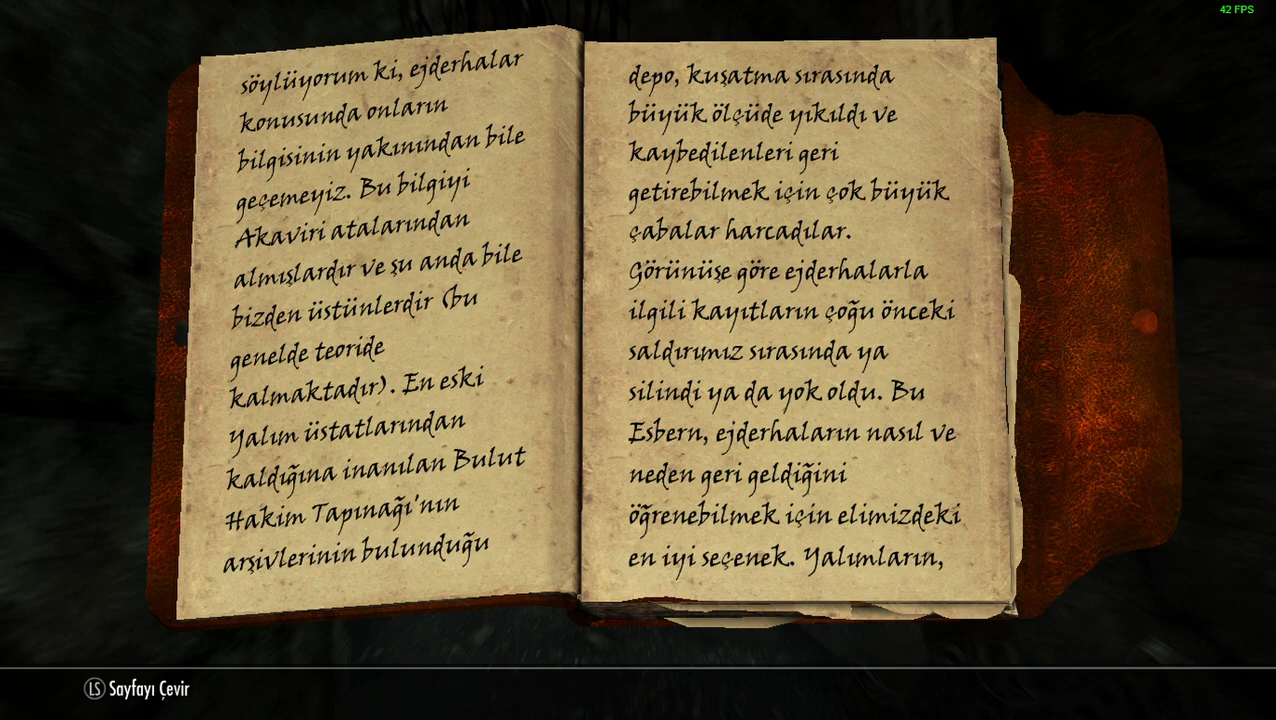 42 FPS
söylüyorum ki, ejderhalar
konusunda onların
bilgisinin yakınından bile
geçemeyiz. Bu bilgiyi
Akaviri atalarından
almışlardır ve şu anda bile
bizden üstünlerdir (bu
genelde teoride
kalmaktadır). En eski
Yalım üstatlarından
kaldığına inanılan Bulut
Hakim Tapınağı'nın
arşivlerinin bulunduğu
depo, kuşatma sırasında
büyük ölçüde yıkıldı ve
kaybedilenleri geri
getirebilmek için çok büyük
çabalar harcadılar.
Görünüşe göre ejderhalarla
ilgili kayıtların çoğu önceki
saldırımız sırasında ya
silindi ya da yok oldu. Bu
Esbern, ejderhaların nasıl ve
neden geri geldiğini
öğrenebilmek için elimizdeki
en iyi seçenek. Yalımların,
LS Sayfayı Çevir